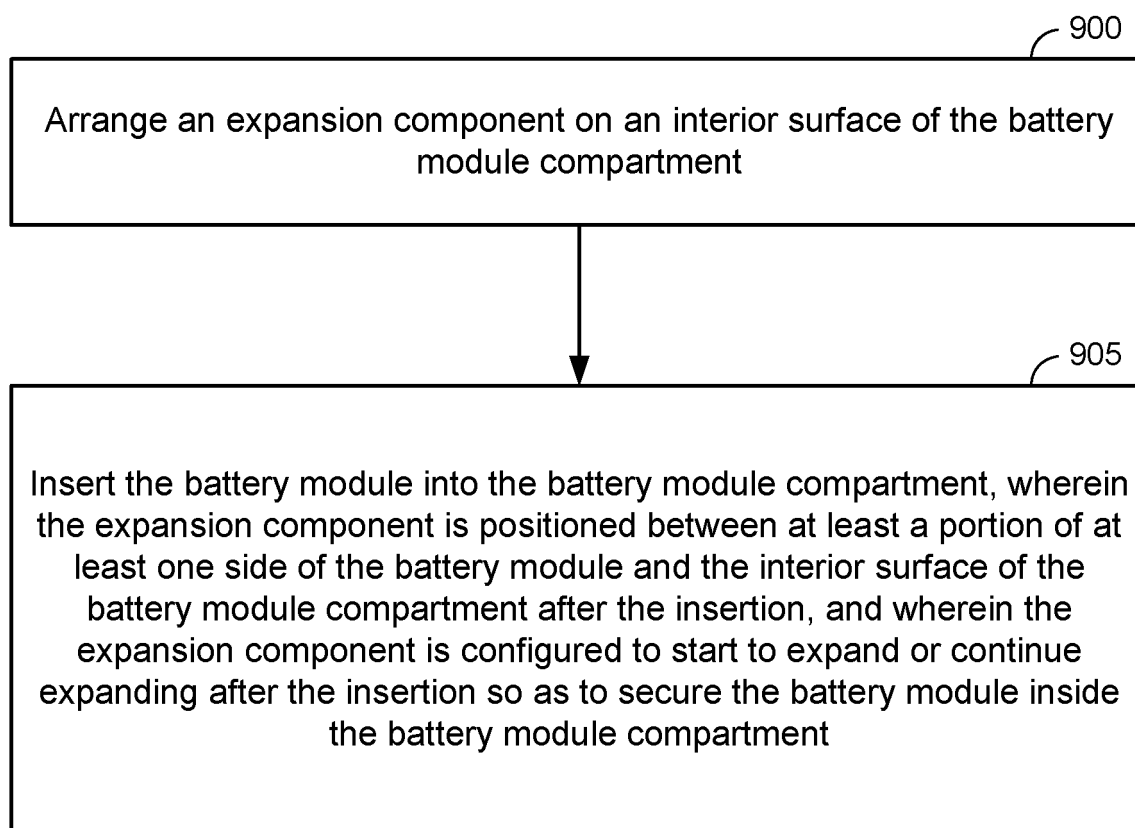 900
Arrange an expansion component on an interior surface of the battery
module compartment
905
Insert the battery module into the battery module compartment, wherein
the expansion component is positioned between at least a portion of at
least one side of the battery module and the interior surface of the
battery module compartment after the insertion, and wherein the
expansion component is configured to start to expand or continue
expanding after the insertion so as to secure the battery module inside
the battery module compartment